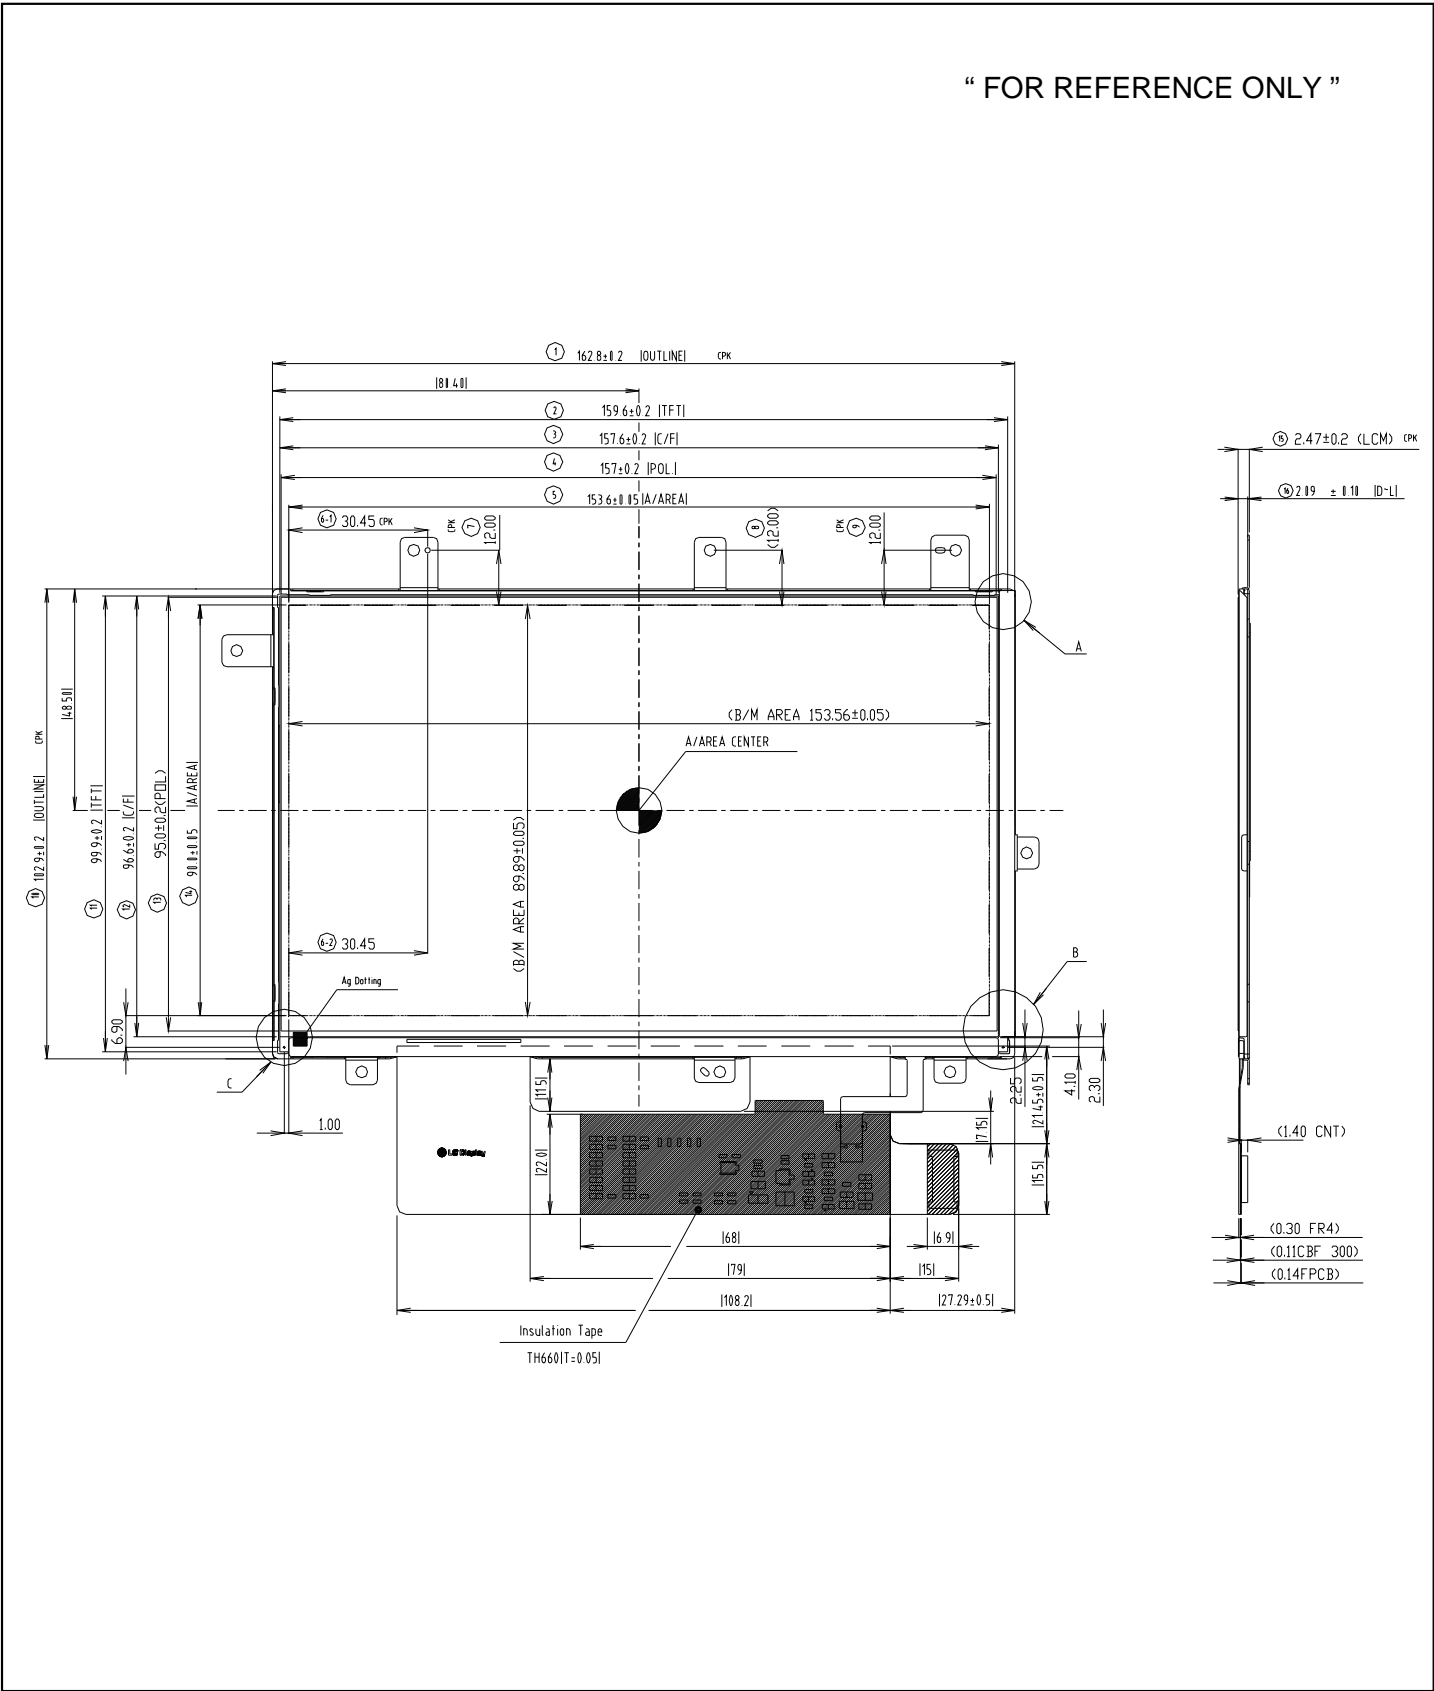 “ FOR REFERENCE ONLY ”
1 162.8±0.2 |OUTLINE| CPK
|80.40|
2 159.6±0.2 |TFT|
3 157.6±0.2 |C/F|
4 157±0.2 |POL.|
5 153.6±0.05 |A/AREA|
6-1 30.45 CPK
CPK 7 12.00
8 (12.00)
CPK 9 12.00
15 2.47±0.2 (LCM) CPK
16 2.09 ± 0.10 |D~L|
A
(B/M AREA 153.56±0.05)
A/AREA CENTER
|48.50|
10 102.9±0.2 |OUTLINE| CPK
11 99.9±0.2 |TFT|
12 96.6±0.2 |C/F|
13 95.0±0.2(POL)
14 90.0±0.05 |A/AREA|
(B/M AREA 89.89±0.05)
6-2 30.45
B
Ag Dotting
6.90
C
1.00
|11.5|
|22.0|
LG Display
|7.15|
2.25
|21.45±0.5|
4.10
2.30
|15.5|
(1.40 CNT)
|68|
|6.9|
|79|
|15|
|108.2|
|27.29±0.5|
(0.30 FR4)
(0.11CBF 300)
(0.14FPCB)
Insulation Tape
TH660|T=0.05|